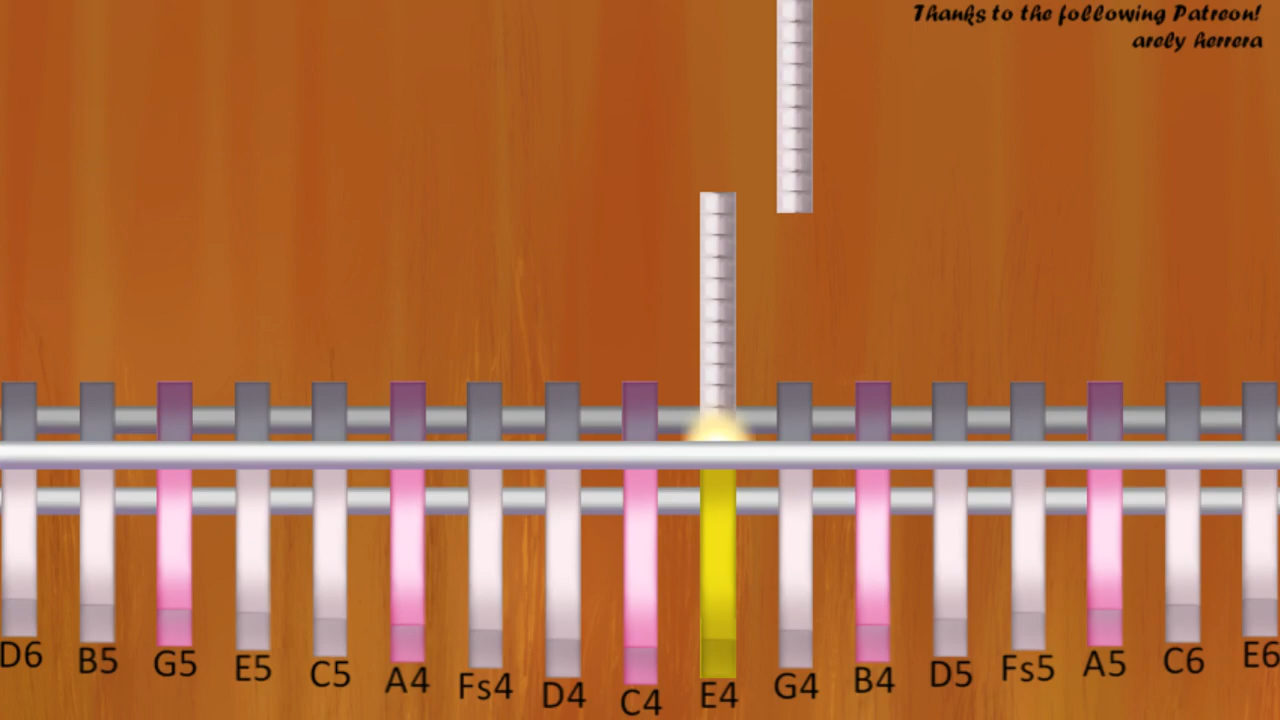 Thanks to the following Patreon!
arely herrera
D6 B5 G5 E5 C5 A4 Fs4 D4 C4 E4 G4 B4 D5 Fs5 A5 C6 E6